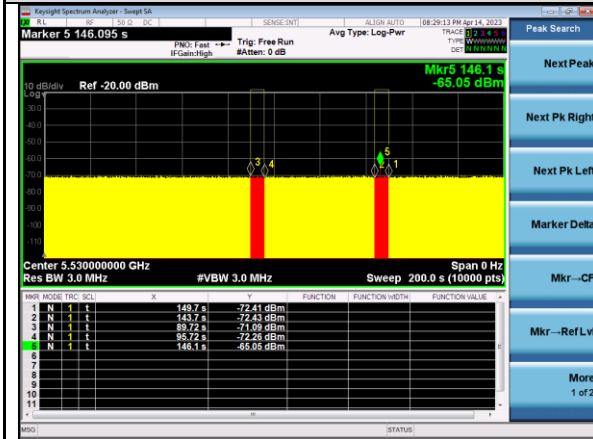 Keysight Spectrum Analyzer - Swept SA
RL RF 50 Ω DC SENSE:INT ALIGN AUTO 08:29:13 PM Apr 14, 2023
Marker 5 146.095 s
PNO: Fast Trig: Free Run Avg Type: Log-Pwr TRACE 1 2 3 4 5 6
IFGain:High #Atten: 0 dB TYPE WWWWWW
DET N N N N N N
Peak Search
Mkr5 146.1 s
-65.05 dBm
10 dB/div Ref -20.00 dBm
Log
-30.0
-40.0
-50.0
-60.0
-70.0
-80.0
-90.0
-100
-110
3 4 5 2 1
Center 5.530000000 GHz Span 0 Hz
Res BW 3.0 MHz #VBW 3.0 MHz Sweep 200.0 s (10000 pts)
MKR MODE TRC SCL X Y FUNCTION FUNCTION WIDTH FUNCTION VALUE
1 N 1 t 149.7 s -72.41 dBm
2 N 1 t 143.7 s -72.43 dBm
3 N 1 t 89.72 s -71.09 dBm
4 N 1 t 95.72 s -72.26 dBm
5 N 1 t 146.1 s -65.05 dBm
6
7
8
9
10
11
MSG STATUS
Next Peak
Next Pk Right
Next Pk Left
Marker Delta
Mkr→CF
Mkr→Ref Lvl
More
1 of 2